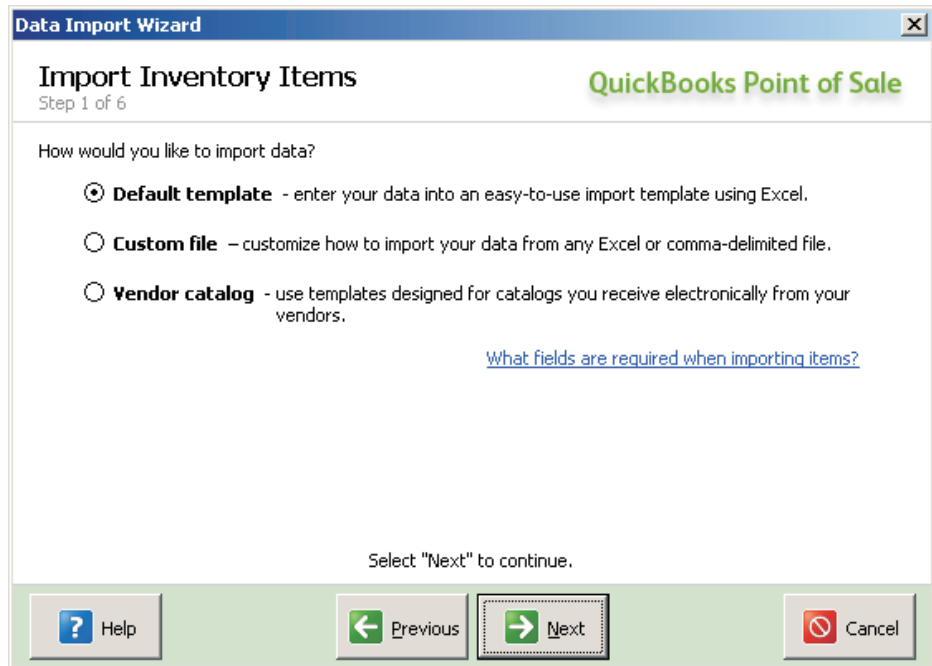 Data Import Wizard
Import Inventory Items
QuickBooks Point of Sale
Step 1 of 6
How would you like to import data?
Default template - enter your data into an easy-to-use import template using Excel.
Custom file – customize how to import your data from any Excel or comma-delimited file.
Vendor catalog - use templates designed for catalogs you receive electronically from your
vendors.
What fields are required when importing items?
Select "Next" to continue.
? Help
Previous
Next
Cancel